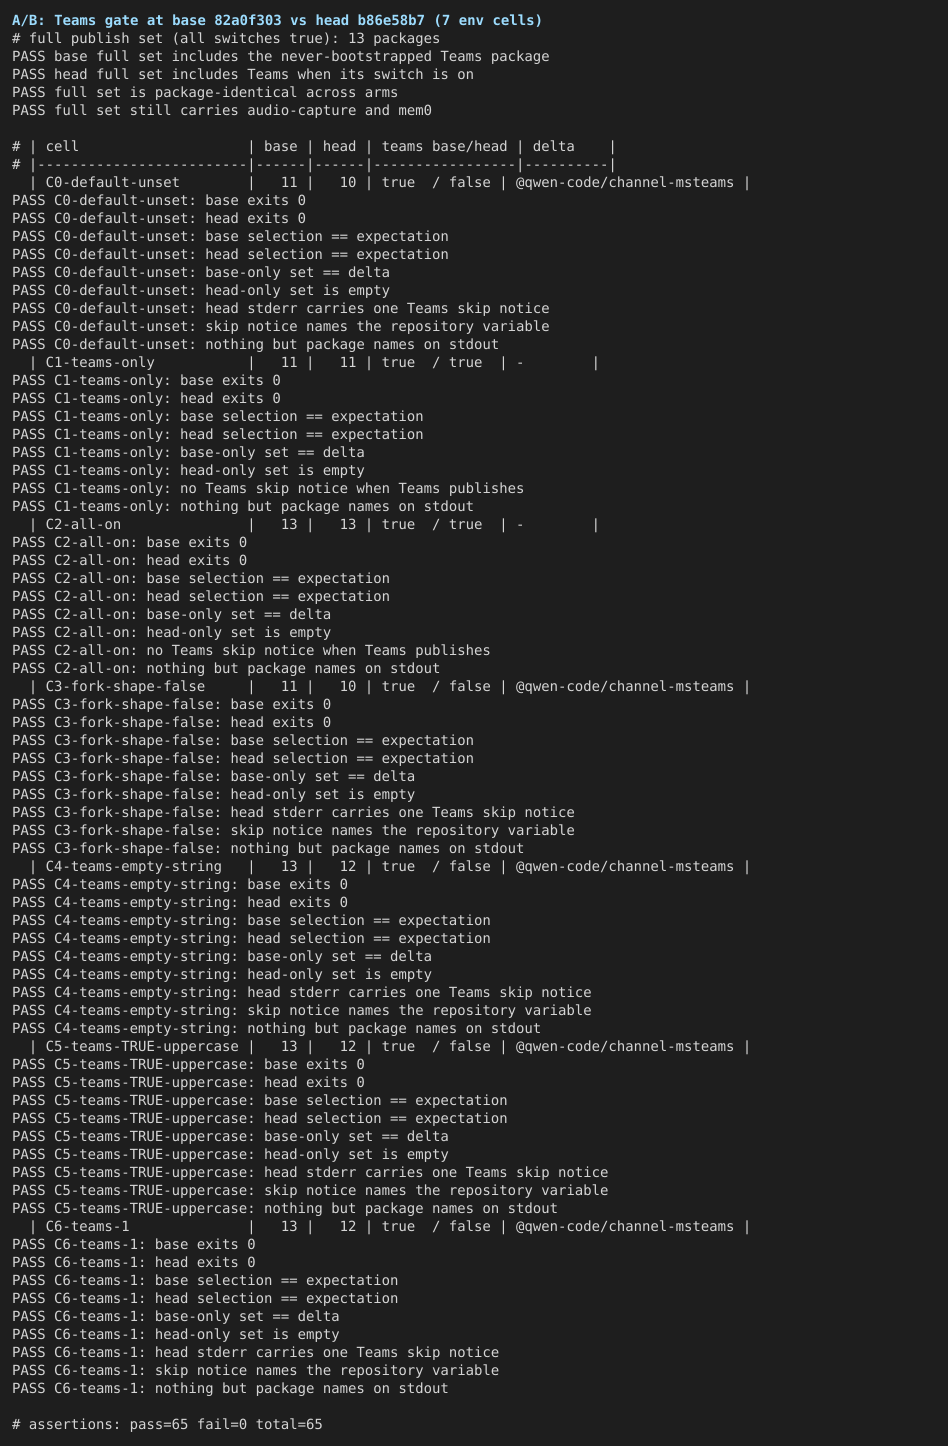 A/B: Teams gate at base 82a0f303 vs head b86e58b7 (7 env cells)
# full publish set (all switches true): 13 packages
PASS base full set includes the never-bootstrapped Teams package
PASS head full set includes Teams when its switch is on
PASS full set is package-identical across arms
PASS full set still carries audio-capture and mem0

# | cell                    | base | head | teams base/head | delta    |
# |-------------------------|------|------|-----------------|----------|
  | C0-default-unset        |   11 |   10 | true  / false | @qwen-code/channel-msteams |
PASS C0-default-unset: base exits 0
PASS C0-default-unset: head exits 0
PASS C0-default-unset: base selection == expectation
PASS C0-default-unset: head selection == expectation
PASS C0-default-unset: base-only set == delta
PASS C0-default-unset: head-only set is empty
PASS C0-default-unset: head stderr carries one Teams skip notice
PASS C0-default-unset: skip notice names the repository variable
PASS C0-default-unset: nothing but package names on stdout
  | C1-teams-only           |   11 |   11 | true  / true  | -        |
PASS C1-teams-only: base exits 0
PASS C1-teams-only: head exits 0
PASS C1-teams-only: base selection == expectation
PASS C1-teams-only: head selection == expectation
PASS C1-teams-only: base-only set == delta
PASS C1-teams-only: head-only set is empty
PASS C1-teams-only: no Teams skip notice when Teams publishes
PASS C1-teams-only: nothing but package names on stdout
  | C2-all-on               |   13 |   13 | true  / true  | -        |
PASS C2-all-on: base exits 0
PASS C2-all-on: head exits 0
PASS C2-all-on: base selection == expectation
PASS C2-all-on: head selection == expectation
PASS C2-all-on: base-only set == delta
PASS C2-all-on: head-only set is empty
PASS C2-all-on: no Teams skip notice when Teams publishes
PASS C2-all-on: nothing but package names on stdout
  | C3-fork-shape-false     |   11 |   10 | true  / false | @qwen-code/channel-msteams |
PASS C3-fork-shape-false: base exits 0
PASS C3-fork-shape-false: head exits 0
PASS C3-fork-shape-false: base selection == expectation
PASS C3-fork-shape-false: head selection == expectation
PASS C3-fork-shape-false: base-only set == delta
PASS C3-fork-shape-false: head-only set is empty
PASS C3-fork-shape-false: head stderr carries one Teams skip notice
PASS C3-fork-shape-false: skip notice names the repository variable
PASS C3-fork-shape-false: nothing but package names on stdout
  | C4-teams-empty-string   |   13 |   12 | true  / false | @qwen-code/channel-msteams |
PASS C4-teams-empty-string: base exits 0
PASS C4-teams-empty-string: head exits 0
PASS C4-teams-empty-string: base selection == expectation
PASS C4-teams-empty-string: head selection == expectation
PASS C4-teams-empty-string: base-only set == delta
PASS C4-teams-empty-string: head-only set is empty
PASS C4-teams-empty-string: head stderr carries one Teams skip notice
PASS C4-teams-empty-string: skip notice names the repository variable
PASS C4-teams-empty-string: nothing but package names on stdout
  | C5-teams-TRUE-uppercase |   13 |   12 | true  / false | @qwen-code/channel-msteams |
PASS C5-teams-TRUE-uppercase: base exits 0
PASS C5-teams-TRUE-uppercase: head exits 0
PASS C5-teams-TRUE-uppercase: base selection == expectation
PASS C5-teams-TRUE-uppercase: head selection == expectation
PASS C5-teams-TRUE-uppercase: base-only set == delta
PASS C5-teams-TRUE-uppercase: head-only set is empty
PASS C5-teams-TRUE-uppercase: head stderr carries one Teams skip notice
PASS C5-teams-TRUE-uppercase: skip notice names the repository variable
PASS C5-teams-TRUE-uppercase: nothing but package names on stdout
  | C6-teams-1              |   13 |   12 | true  / false | @qwen-code/channel-msteams |
PASS C6-teams-1: base exits 0
PASS C6-teams-1: head exits 0
PASS C6-teams-1: base selection == expectation
PASS C6-teams-1: head selection == expectation
PASS C6-teams-1: base-only set == delta
PASS C6-teams-1: head-only set is empty
PASS C6-teams-1: head stderr carries one Teams skip notice
PASS C6-teams-1: skip notice names the repository variable
PASS C6-teams-1: nothing but package names on stdout

# assertions: pass=65 fail=0 total=65